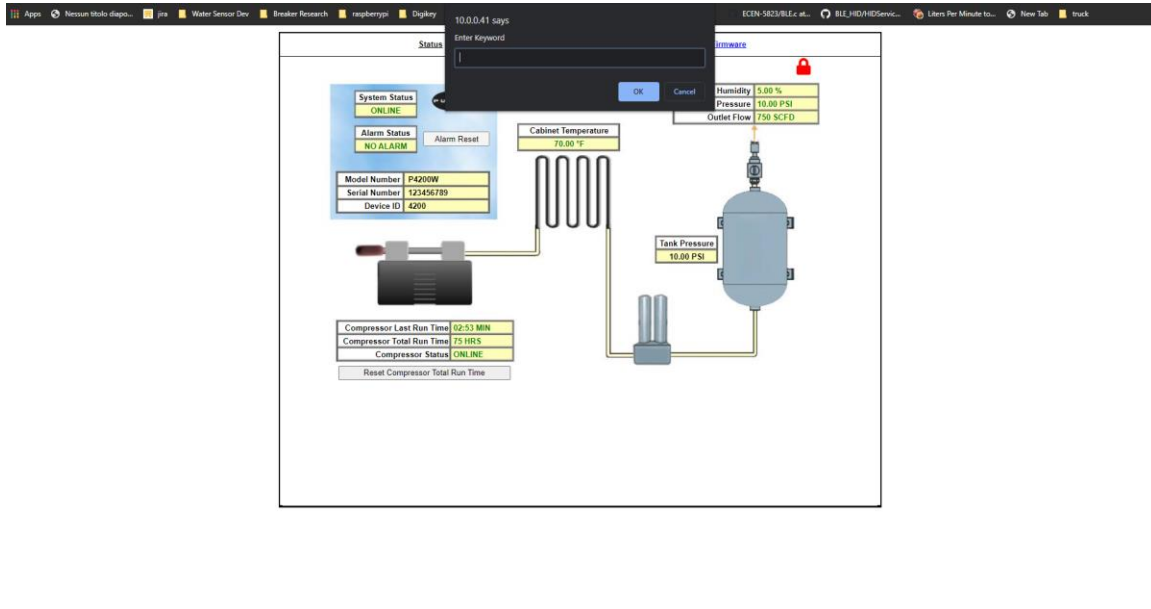 Apps Nessun titolo diapo... jira Water Sensor Dev Breaker Research raspberrypi Digikey ECEN-5823/BLE.c at... BLE_HID/HIDServic... Liters Per Minute to... New Tab truck
10.0.0.41 says
Enter Keyword
OK Cancel
Status
System Status
ONLINE
Alarm Status
NO ALARM
Alarm Reset
Model Number P4200W
Serial Number 123456789
Device ID 4200
Cabinet Temperature
70.00 °F
Humidity 5.00 %
Pressure 10.00 PSI
Outlet Flow 750 SCFD
Tank Pressure
10.00 PSI
Compressor Last Run Time 02:53 MIN
Compressor Total Run Time 75 HRS
Compressor Status ONLINE
Reset Compressor Total Run Time